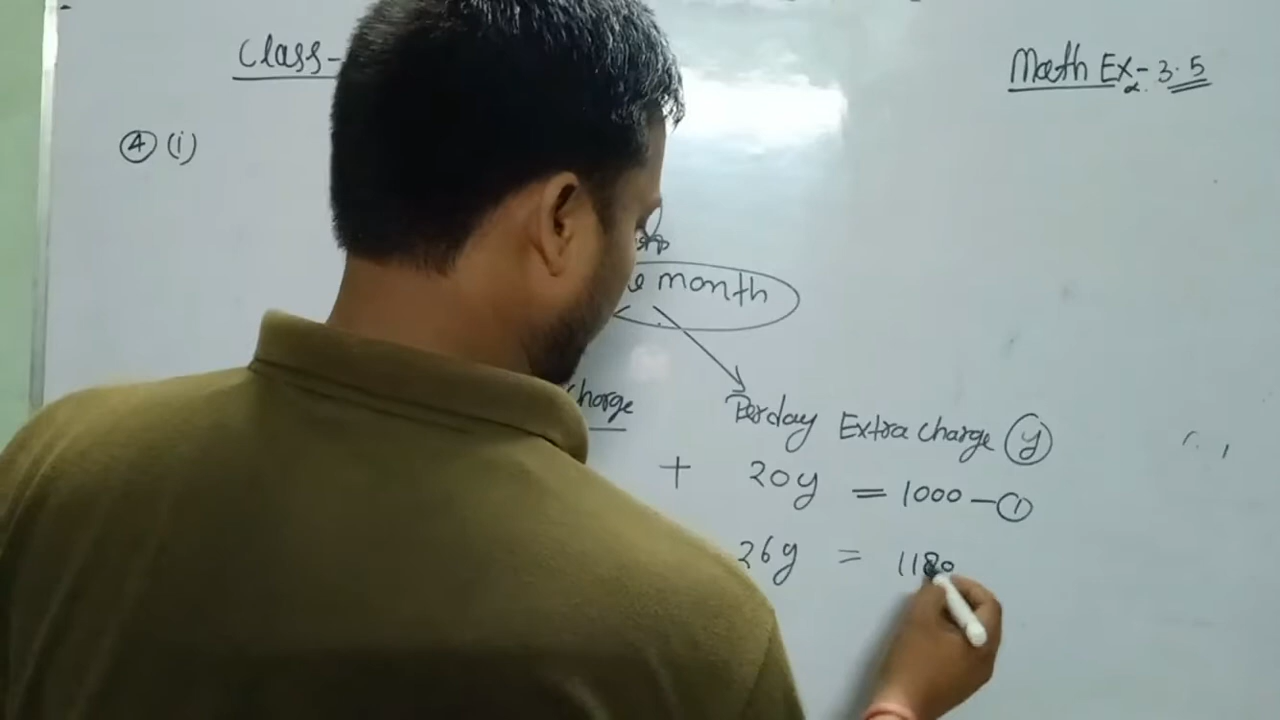 Class-
Math Ex- 3.5
④ (i)
month
charge
Perday Extra charge ⓨ
+ 20y = 1000 - ①
26y = 1180